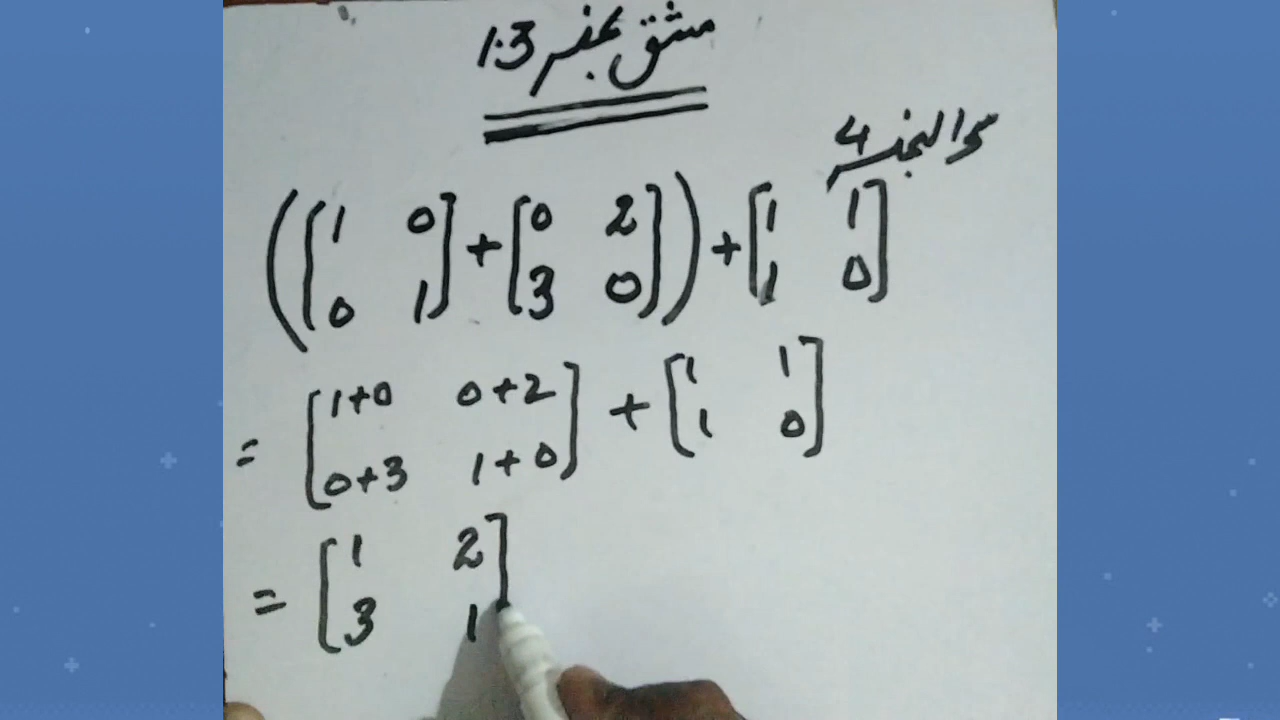 مشق نمبر 1.3
سوال نمبر 4
([1 0] + [0 2]) + [1 1]
([0 1] + [3 0]) + [1 0]
= [1+0 0+2] + [1 1]
[0+3 1+0] + [1 0]
= [1 2]
[3 1]